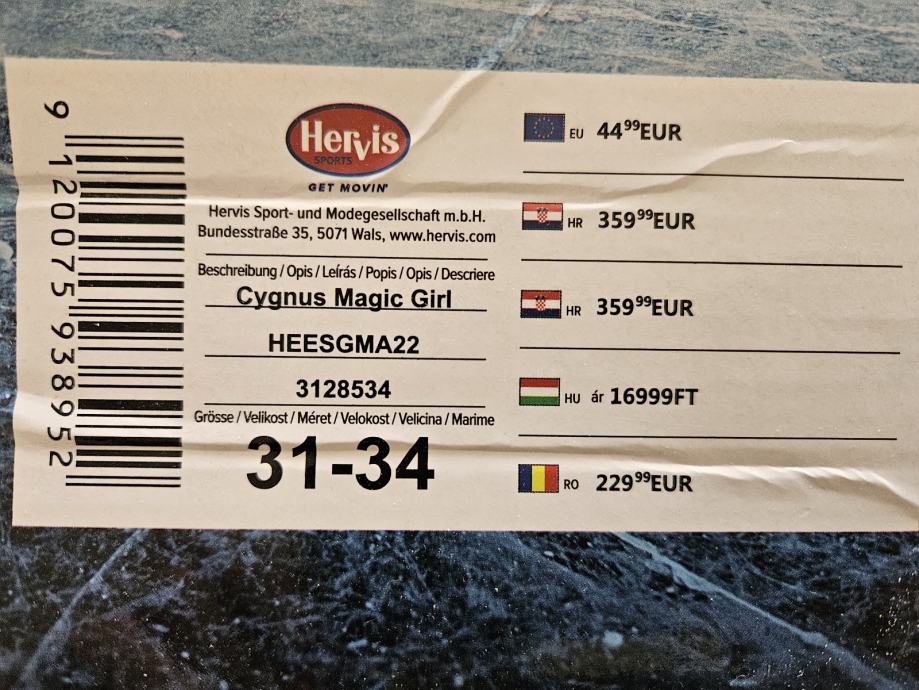 9 120075 938952
Hervis
SPORTS
GET MOVIN'
Hervis Sport- und Modegesellschaft m.b.H.
Bundesstraße 35, 5071 Wals, www.hervis.com
Beschreibung / Opis / Leírás / Popis / Opis / Descriere
Cygnus Magic Girl
HEESGMA22
3128534
Grösse / Velikost / Méret / Velokost / Velicina / Marime
31-34
EU 44⁹⁹EUR
HR 359⁹⁹EUR
HR 359⁹⁹EUR
HU ár 16999FT
RO 229⁹⁹EUR